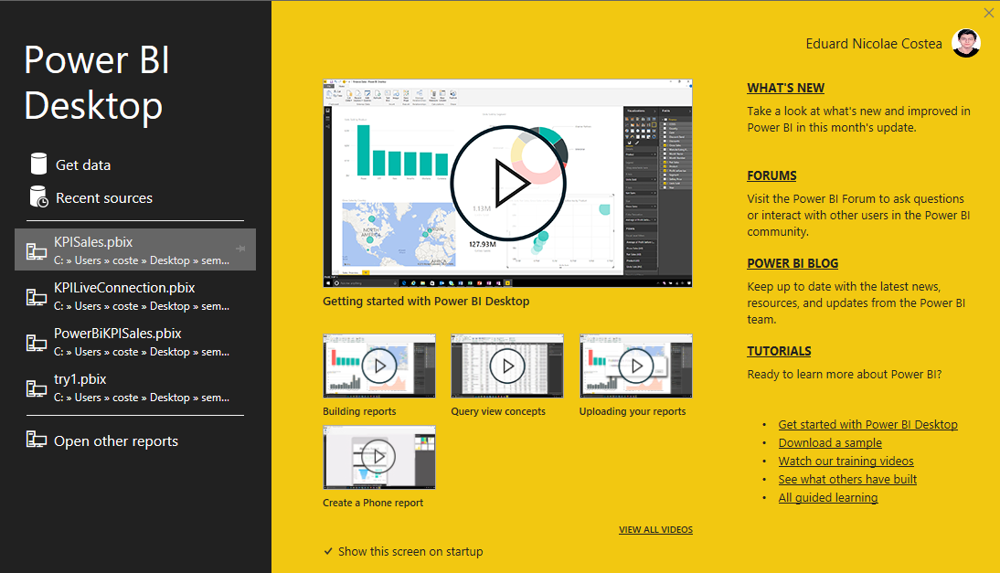 Power BI
Desktop
Get data
Recent sources
KPISales.pbix
C: » Users » coste » Desktop » sem...
KPILiveConnection.pbix
C: » Users » coste » Desktop » sem...
PowerBiKPISales.pbix
C: » Users » coste » Desktop » sem...
try1.pbix
C: » Users » coste » Desktop » sem...
Open other reports
Eduard Nicolae Costea
NORTH
AMERICA
AFRICA
1.13M
127.93M
Getting started with Power BI Desktop
Building reports
Query view concepts
Uploading your reports
Create a Phone report
VIEW ALL VIDEOS
Show this screen on startup
WHAT'S NEW
Take a look at what's new and improved in
Power BI in this month's update.
FORUMS
Visit the Power BI Forum to ask questions
or interact with other users in the Power BI
community.
POWER BI BLOG
Keep up to date with the latest news,
resources, and updates from the Power BI
team.
TUTORIALS
Ready to learn more about Power BI?
• Get started with Power BI Desktop
• Download a sample
• Watch our training videos
• See what others have built
• All guided learning